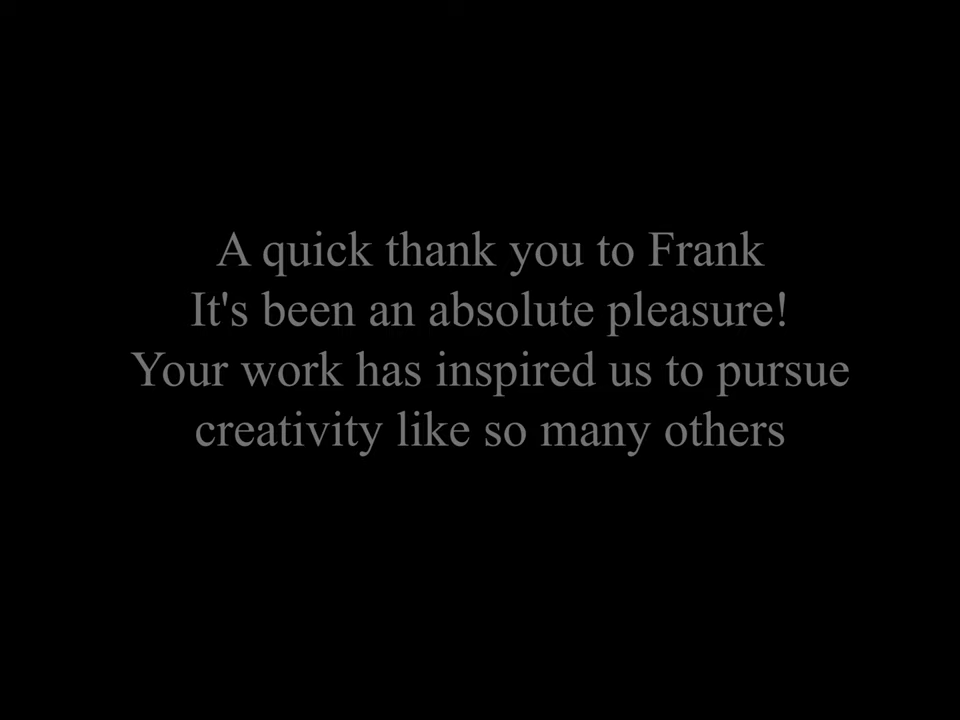 A quick thank you to Frank
It's been an absolute pleasure!
Your work has inspired us to pursue
creativity like so many others